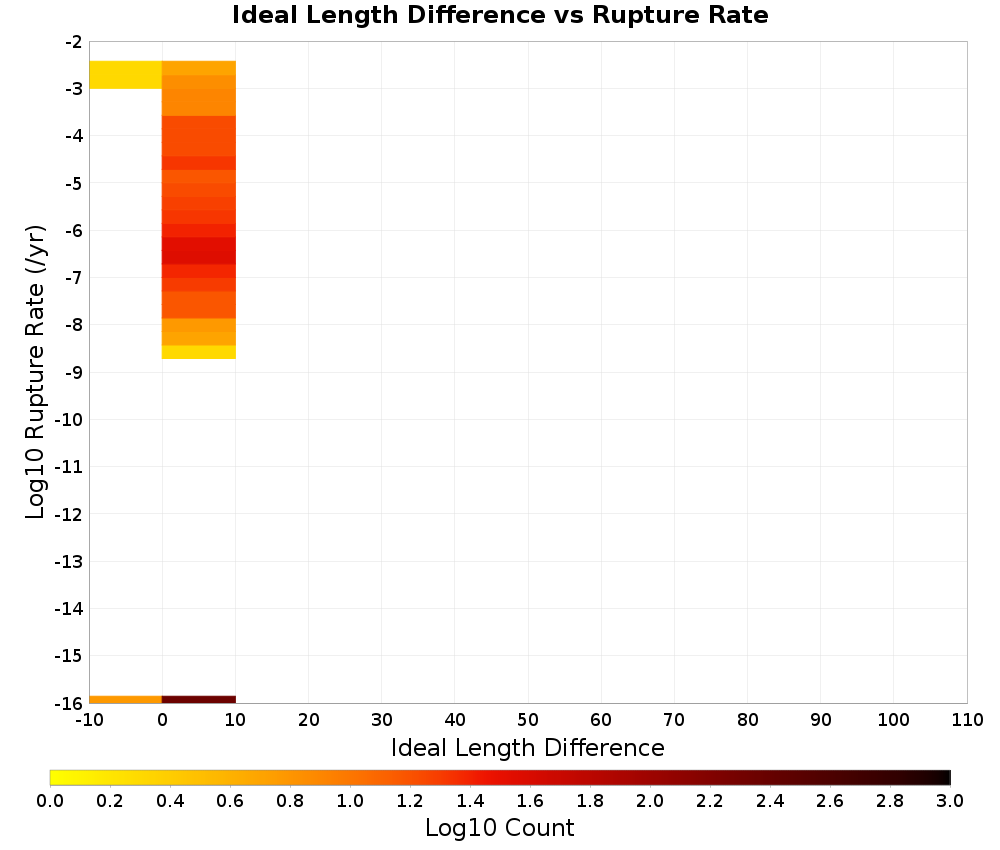 Ideal Length Difference vs Rupture Rate
Log10 Rupture Rate (/yr)
-2
-3
-4
-5
-6
-7
-8
-9
-10
-11
-12
-13
-14
-15
-16
-10 0 10 20 30 40 50 60 70 80 90 100 110
Ideal Length Difference
0.0 0.2 0.4 0.6 0.8 1.0 1.2 1.4 1.6 1.8 2.0 2.2 2.4 2.6 2.8 3.0
Log10 Count